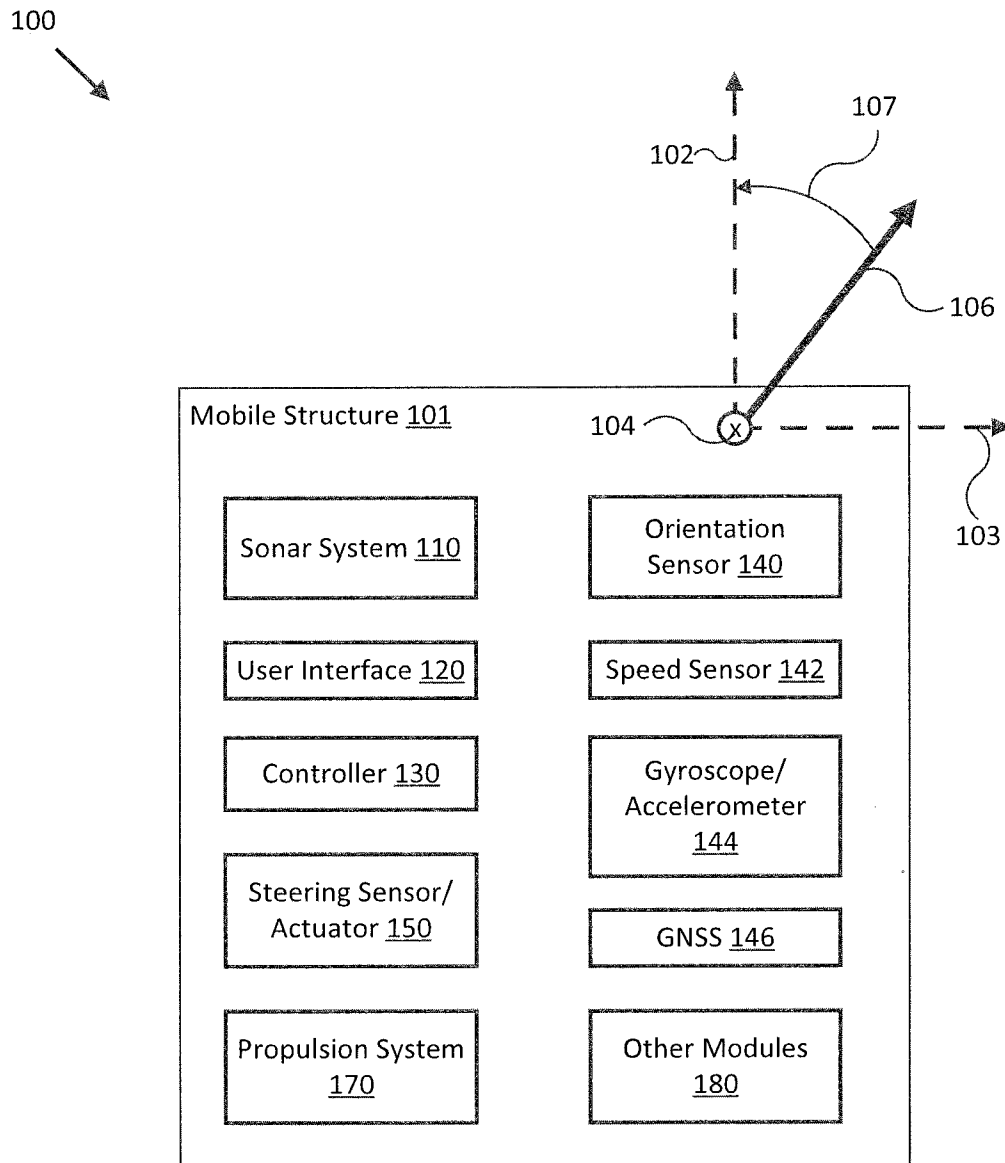 100
107
102
106
Mobile Structure 101
104
x
103
Sonar System 110
Orientation
Sensor 140
User Interface 120
Speed Sensor 142
Controller 130
Gyroscope/
Accelerometer
144
Steering Sensor/
Actuator 150
GNSS 146
Propulsion System
170
Other Modules
180